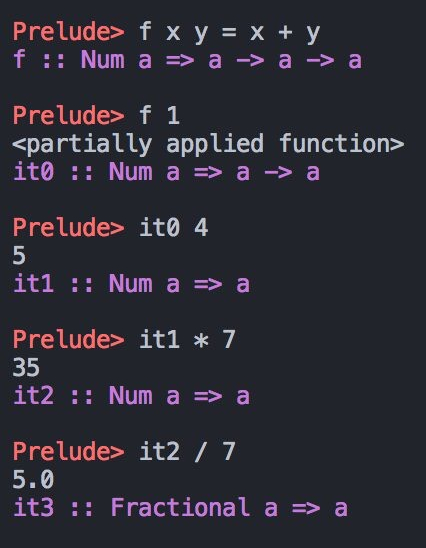 Prelude> f x y = x + y
f :: Num a => a -> a -> a
Prelude> f 1
<partially applied function>
it0 :: Num a => a -> a
Prelude> it0 4
5
it1 :: Num a => a
Prelude> it1 * 7
35
it2 :: Num a => a
Prelude> it2 / 7
5.0
it3 :: Fractional a => a